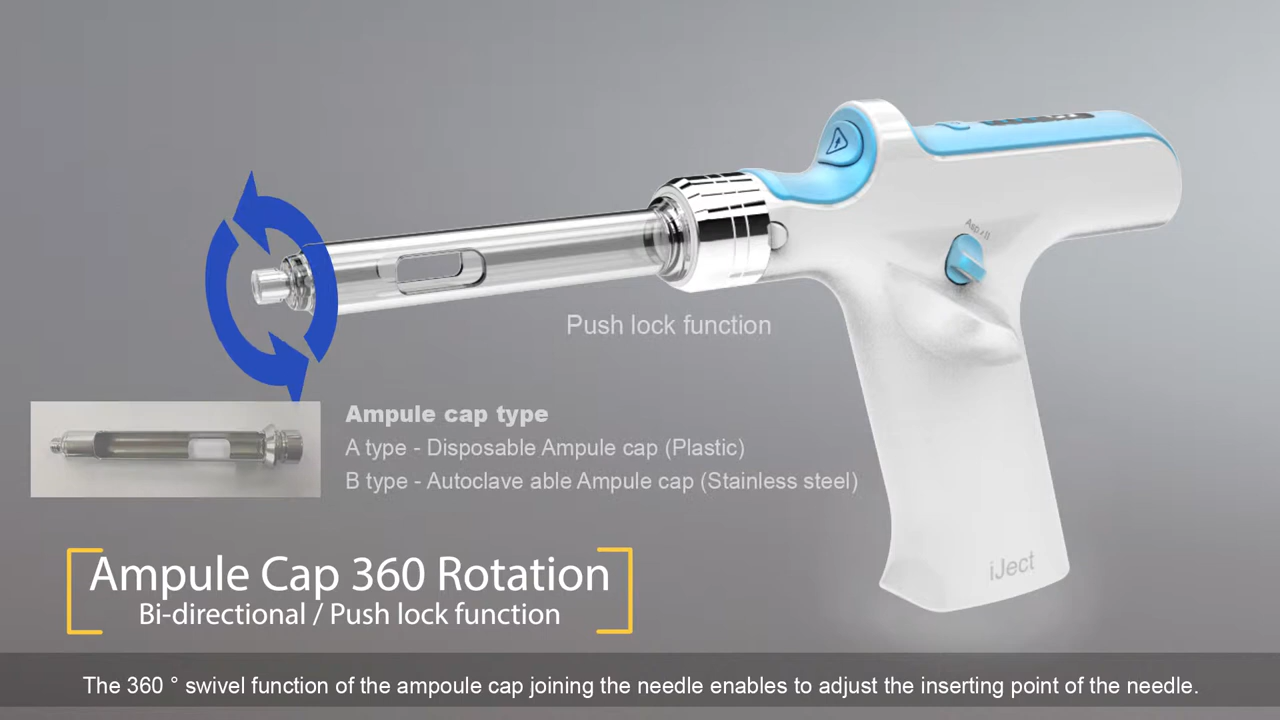 Push lock function
Ampule cap type
A type - Disposable Ampule cap (Plastic)
B type - Autoclave able Ampule cap (Stainless steel)
iJect
Ampule Cap 360 Rotation
Bi-directional / Push lock function
The 360 ° swivel function of the ampoule cap joining the needle enables to adjust the inserting point of the needle.